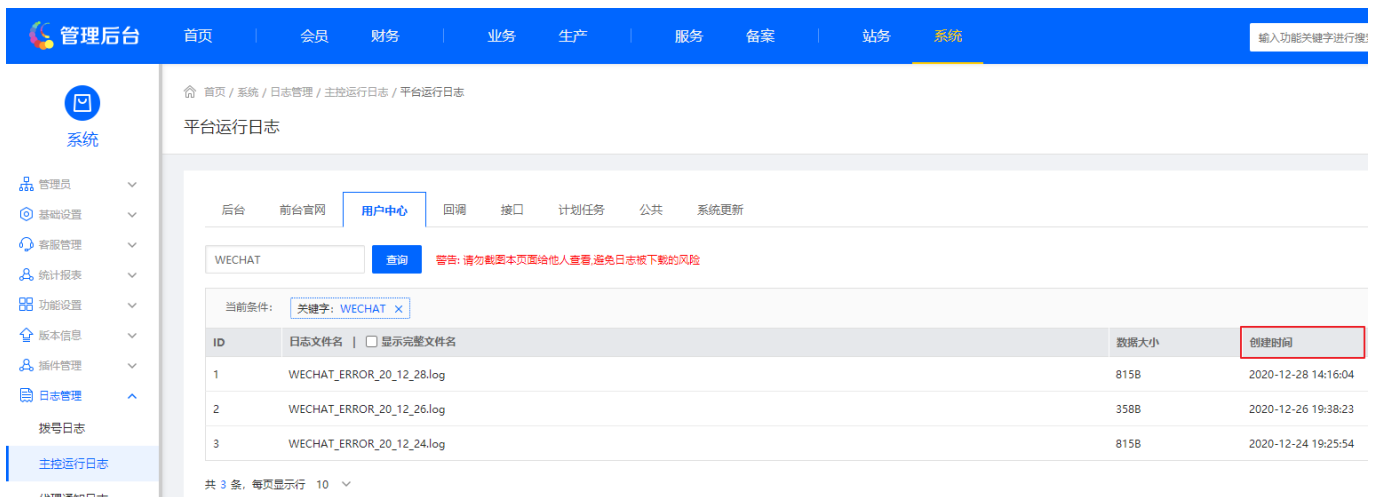 管理后台 首页 会员 财务 业务 生产 服务 备案 站务 系统 输入功能关键字进行搜
系统
首页 / 系统 / 日志管理 / 主控运行日志 / 平台运行日志
平台运行日志
管理员
基础设置
客服管理
统计报表
功能设置
版本信息
插件管理
日志管理
拨号日志
主控运行日志
后台 前台官网 用户中心 回调 接口 计划任务 公共 系统更新
WECHAT 查询 警告: 请勿截图本页面给他人查看,避免日志被下载的风险
当前条件: 关键字: WECHAT ×
ID 日志文件名 | 显示完整文件名 数据大小 创建时间
1 WECHAT_ERROR_20_12_28.log 815B 2020-12-28 14:16:04
2 WECHAT_ERROR_20_12_26.log 358B 2020-12-26 19:38:23
3 WECHAT_ERROR_20_12_24.log 815B 2020-12-24 19:25:54
共 3 条, 每页显示行 10